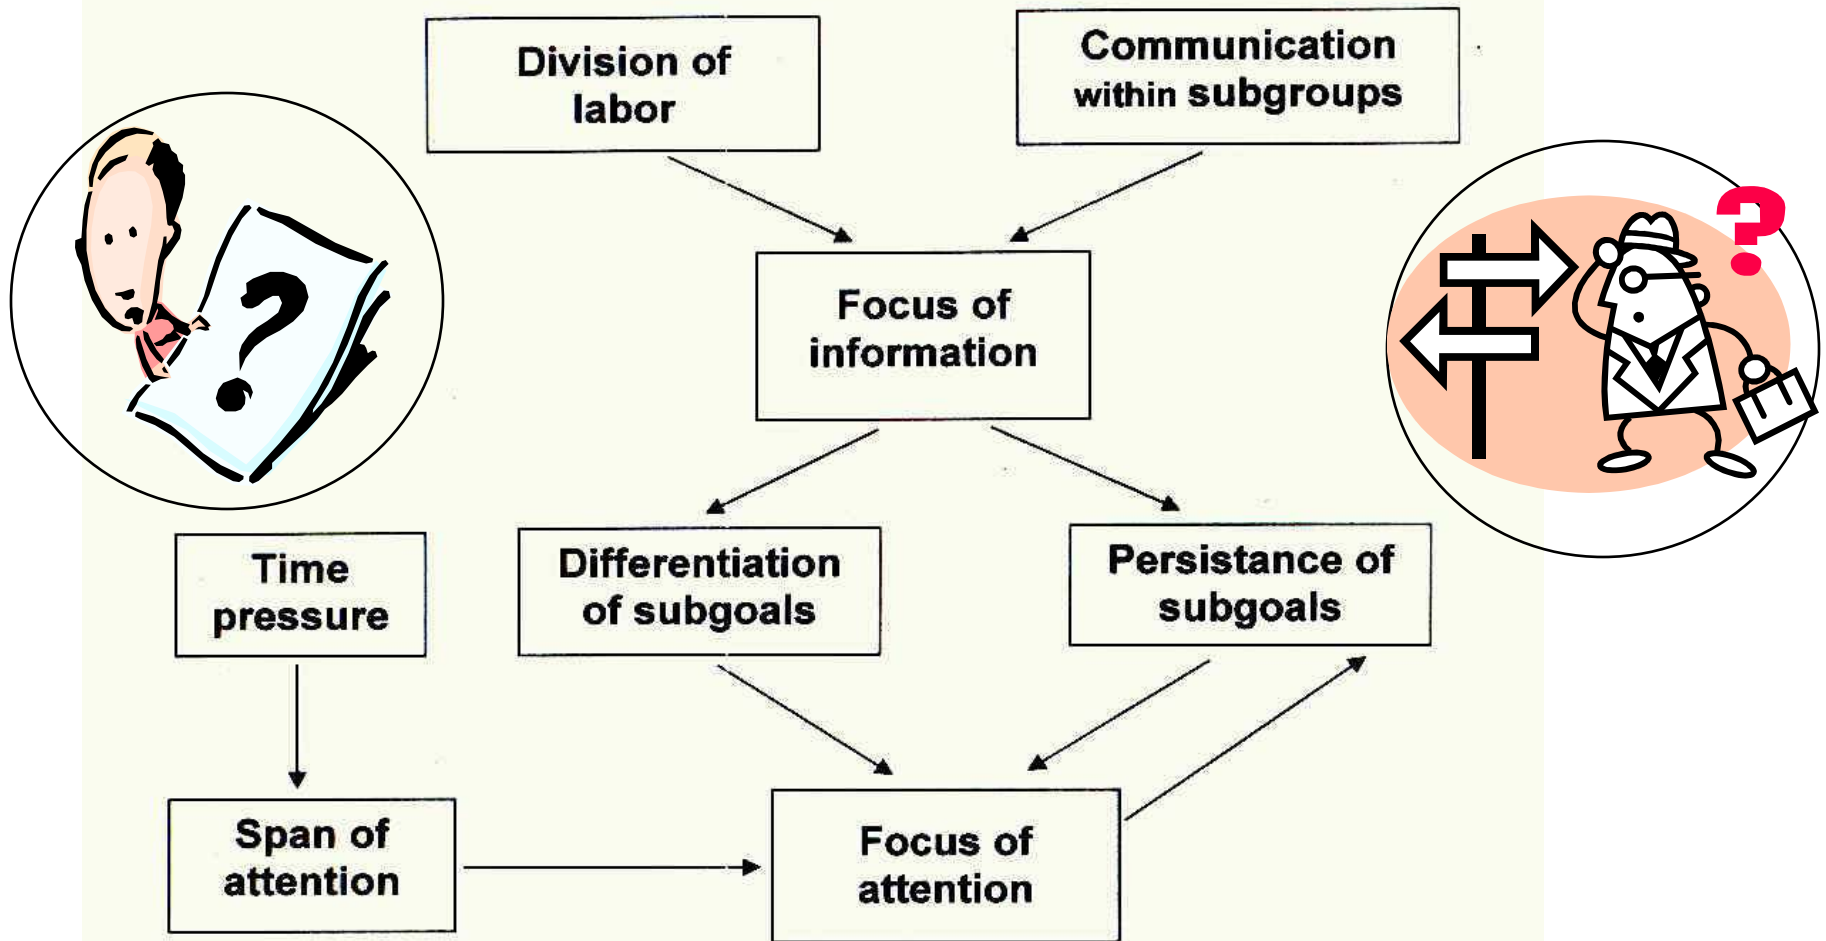 Division of
labor
Communication
within subgroups
?
?
Focus of
information
Time
pressure
Differentiation
of subgoals
Persistance of
subgoals
Span of
attention
Focus of
attention